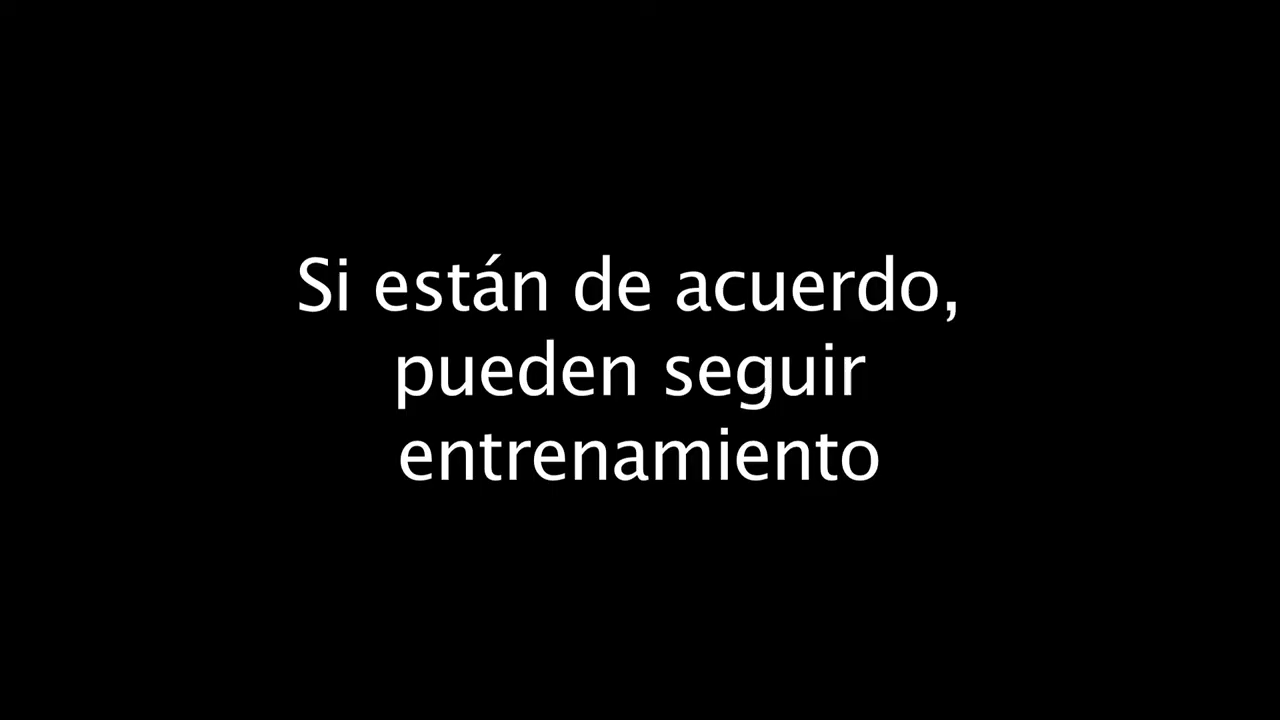 Si están de acuerdo,
pueden seguir
entrenamiento